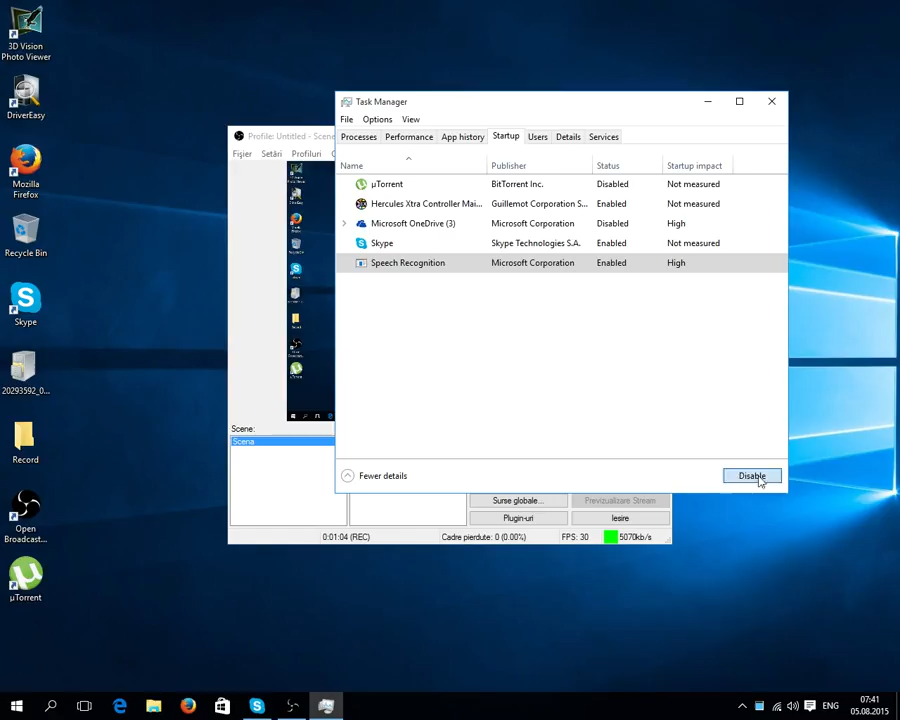 3D Vision
Photo Viewer
DriverEasy
Mozilla
Firefox
Recycle Bin
Skype
20293592_0...
Record
Open
Broadcast...
µTorrent
Profile: Untitled - Scene
Fișier Setări Profiluri
Scene:
Scena
Task Manager
File Options View
Processes Performance App history Startup Users Details Services
Name Publisher Status Startup impact
µTorrent BitTorrent Inc. Disabled Not measured
Hercules Xtra Controller Mai... Guillemot Corporation S... Enabled Not measured
Microsoft OneDrive (3) Microsoft Corporation Disabled High
Skype Skype Technologies S.A. Enabled Not measured
Speech Recognition Microsoft Corporation Enabled High
Fewer details Disable
Surse globale... Previzualizare Stream
Plugin-uri Iesire
0:01:04 (REC) Cadre pierdute: 0 (0.00%) FPS: 30 5070kb/s
ENG
07:41
05.08.2015